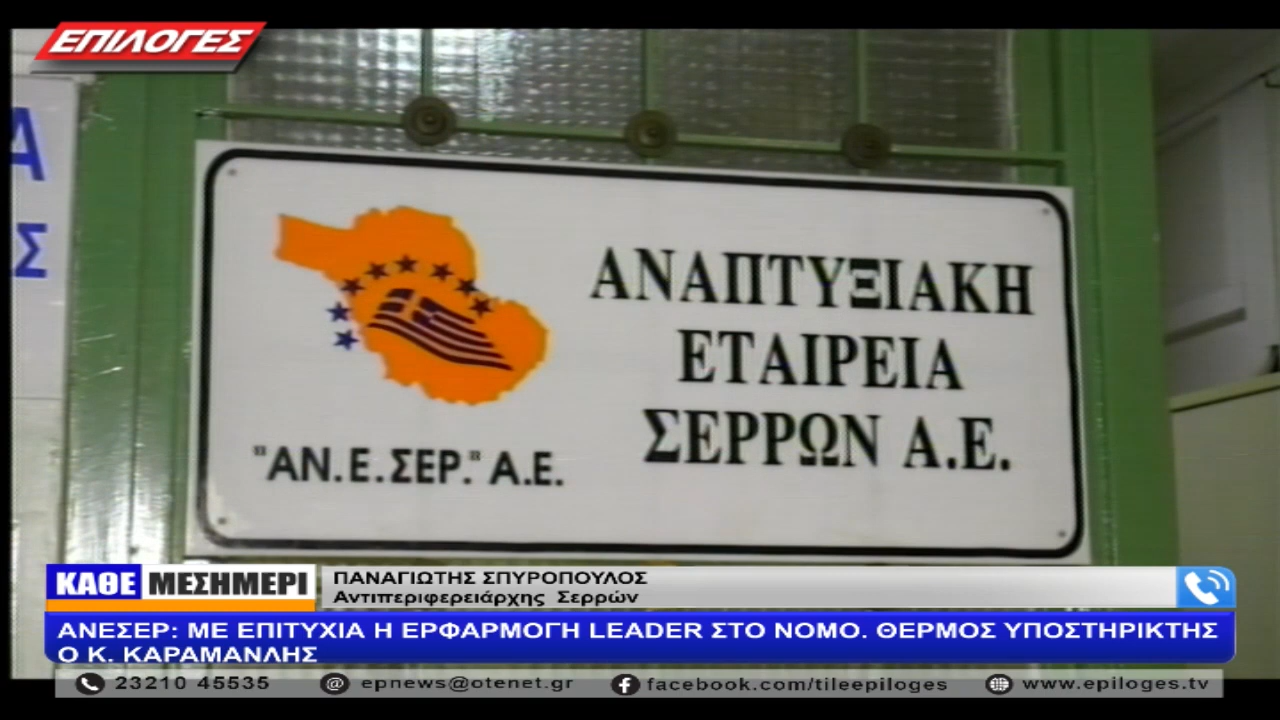 ΕΠΙΛΟΓΕΣ
Α
Σ
ΑΝΑΠΤΥΞΙΑΚΗ
ΕΤΑΙΡΕΙΑ
ΣΕΡΡΩΝ Α.Ε.
"ΑΝ.Ε.ΣΕΡ." Α.Ε.
ΚΑΘΕ ΜΕΣΗΜΕΡΙ
ΠΑΝΑΓΙΩΤΗΣ ΣΠΥΡΟΠΟΥΛΟΣ
Αντιπεριφερειάρχης Σερρών
ΑΝΕΣΕΡ: ΜΕ ΕΠΙΤΥΧΙΑ Η ΕΡΦΑΡΜΟΓΗ LEADER ΣΤΟ ΝΟΜΟ. ΘΕΡΜΟΣ ΥΠΟΣΤΗΡΙΚΤΗΣ
Ο Κ. ΚΑΡΑΜΑΝΛΗΣ
23210 45535 epnews@otenet.gr facebook.com/tileepiloges www.epiloges.tv